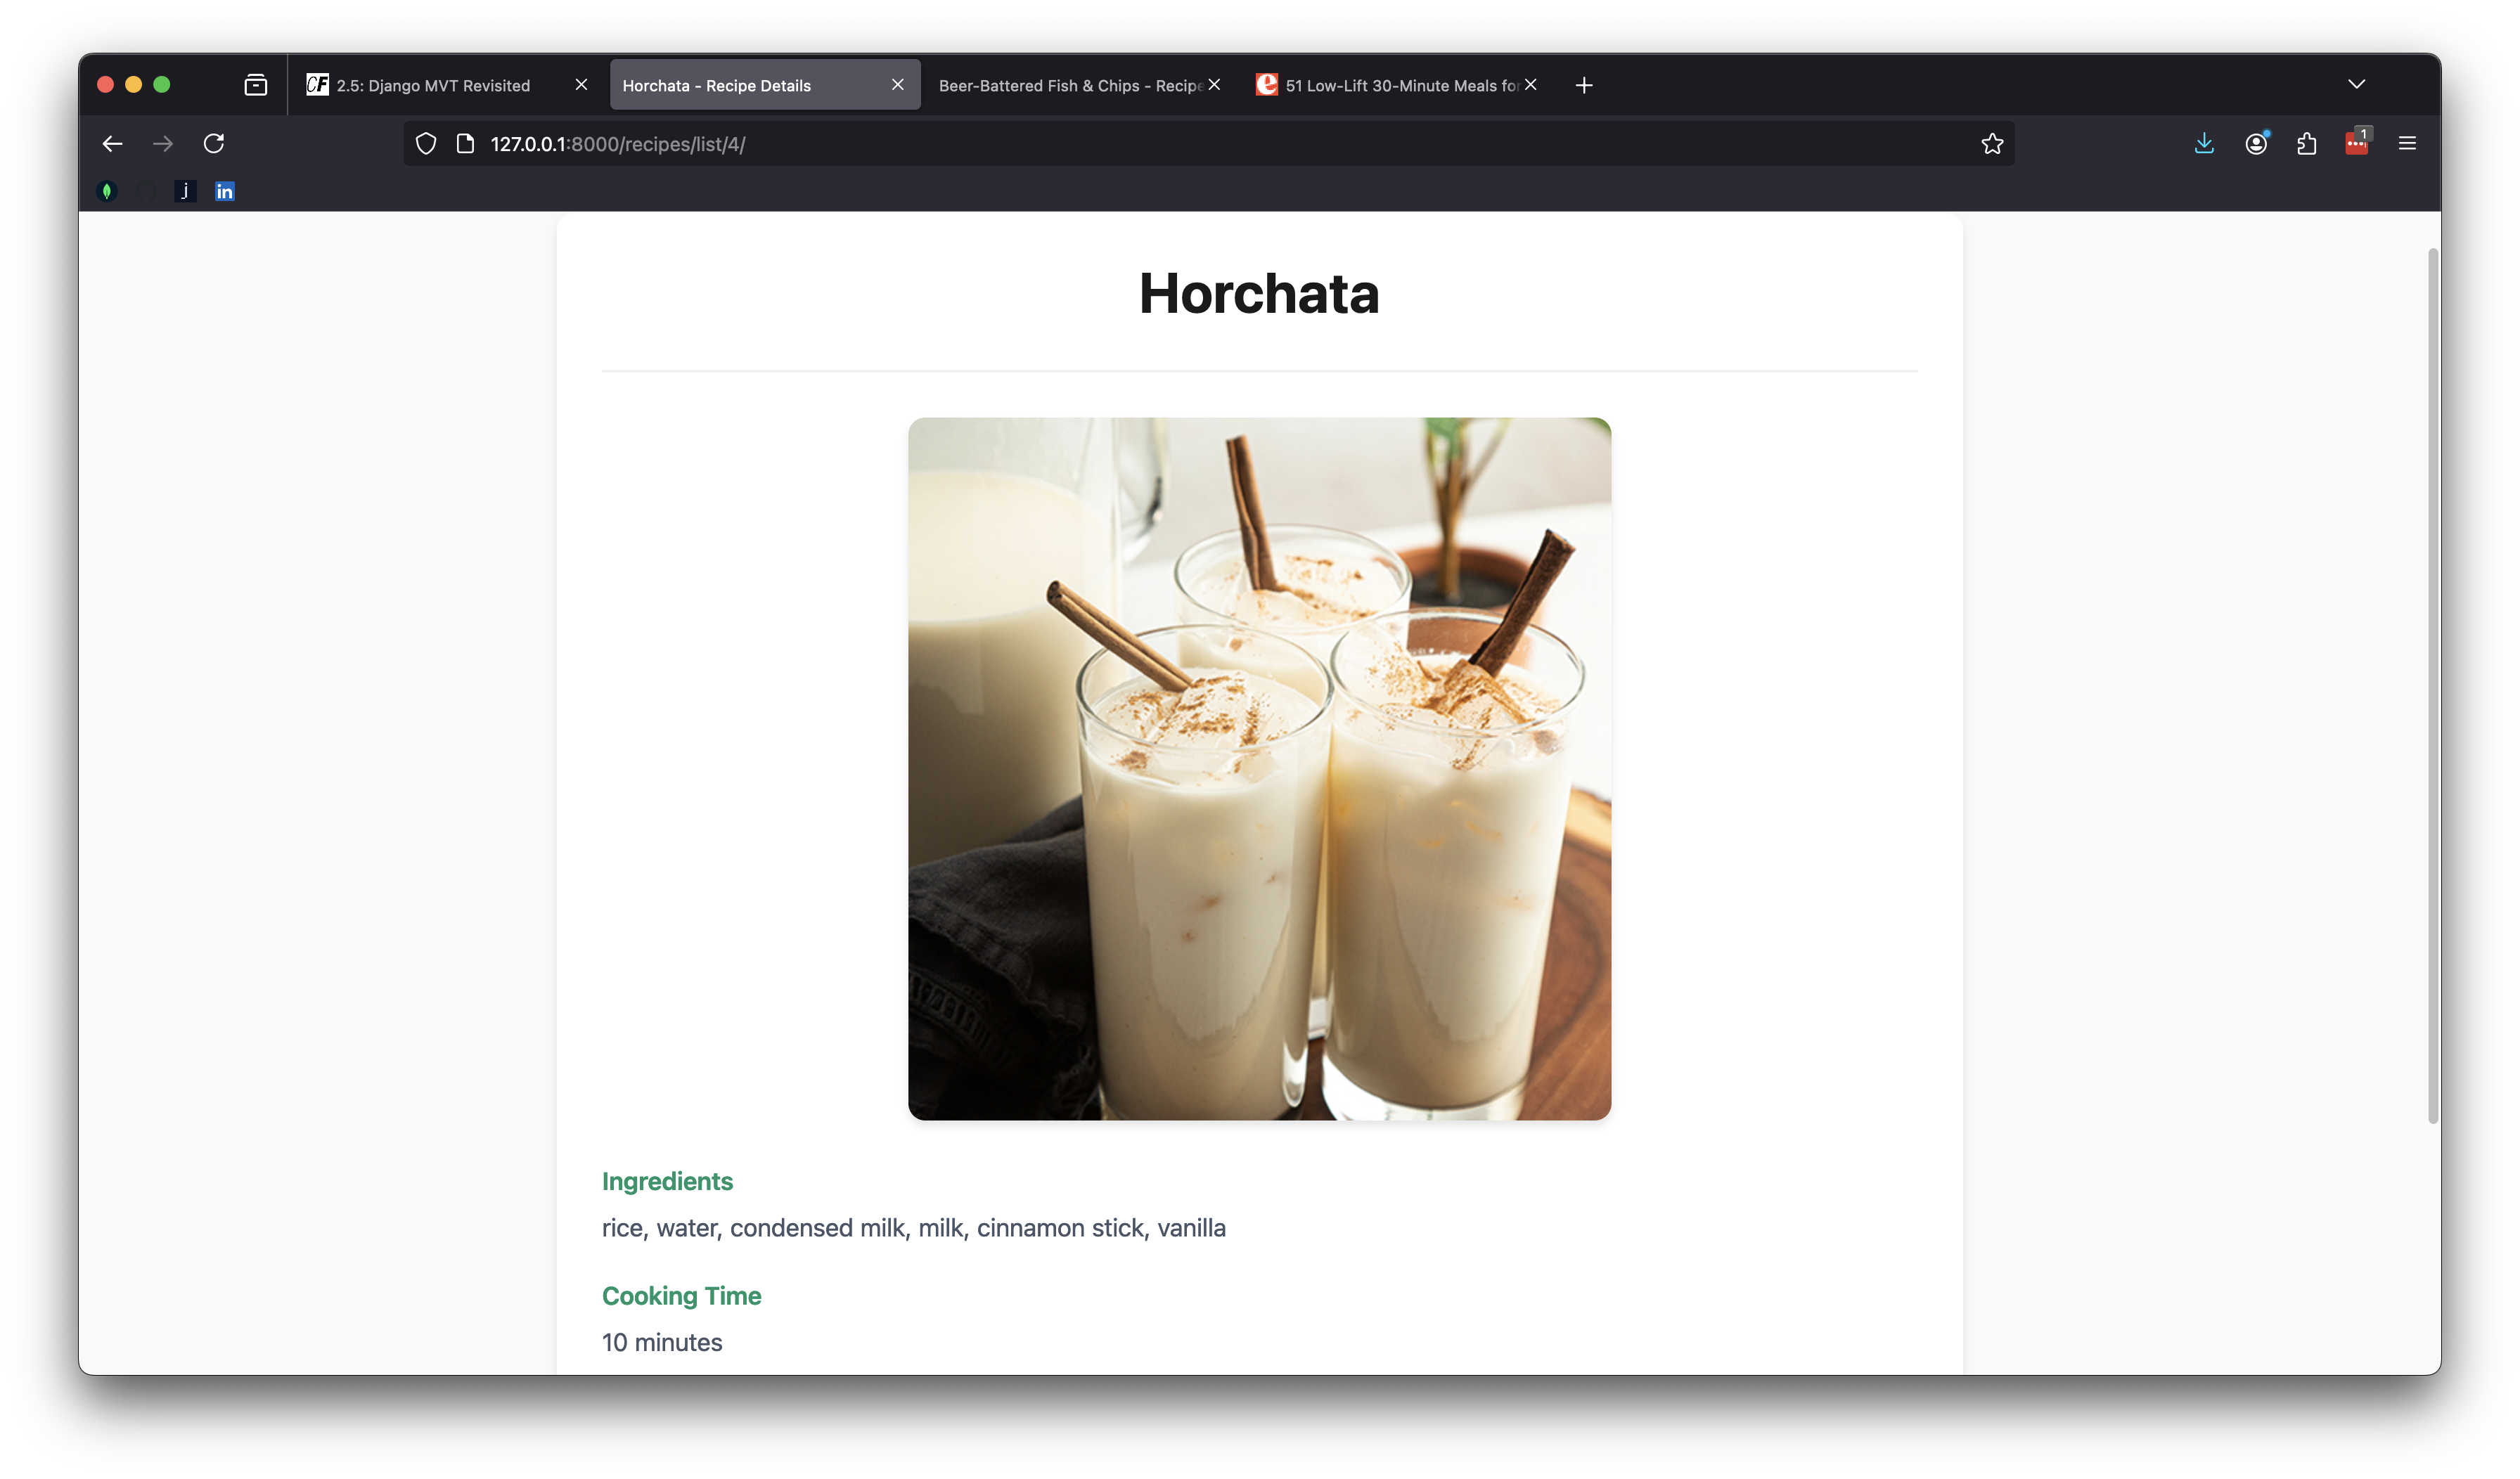 CF 2.5: Django MVT Revisited
Horchata - Recipe Details
Beer-Battered Fish & Chips - Recipe
e 51 Low-Lift 30-Minute Meals for
127.0.0.1:8000/recipes/list/4/
1
j in
Horchata
Ingredients
rice, water, condensed milk, milk, cinnamon stick, vanilla
Cooking Time
10 minutes